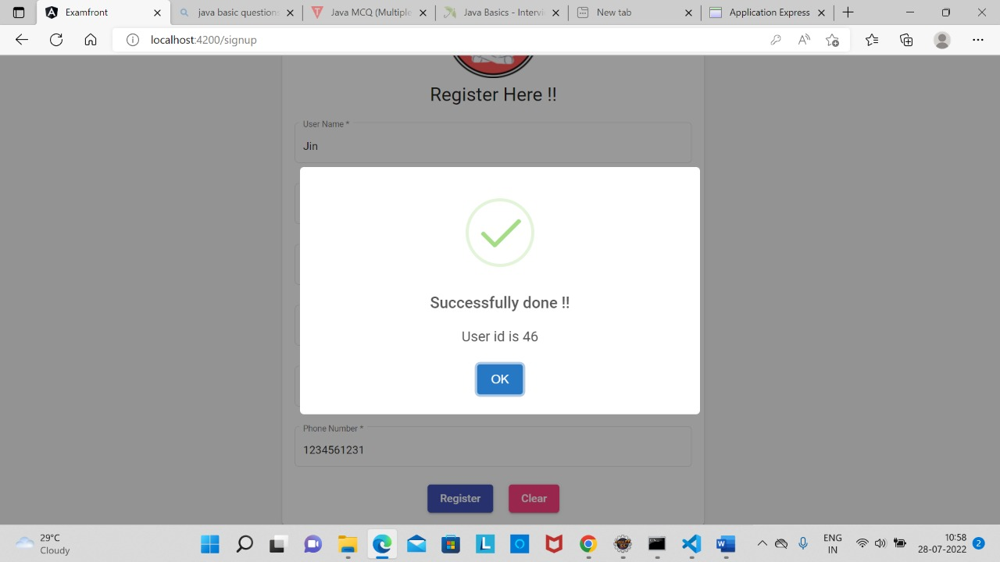 Examfront
java basic question
Java MCQ (Multiple
Java Basics - Intervi
New tab
Application Express
localhost:4200/signup
Register Here !!
User Name *
Jin
Successfully done !!
User id is 46
OK
Phone Number *
1234561231
Register
Clear
29°C
Cloudy
ENG
IN
10:58
28-07-2022
2